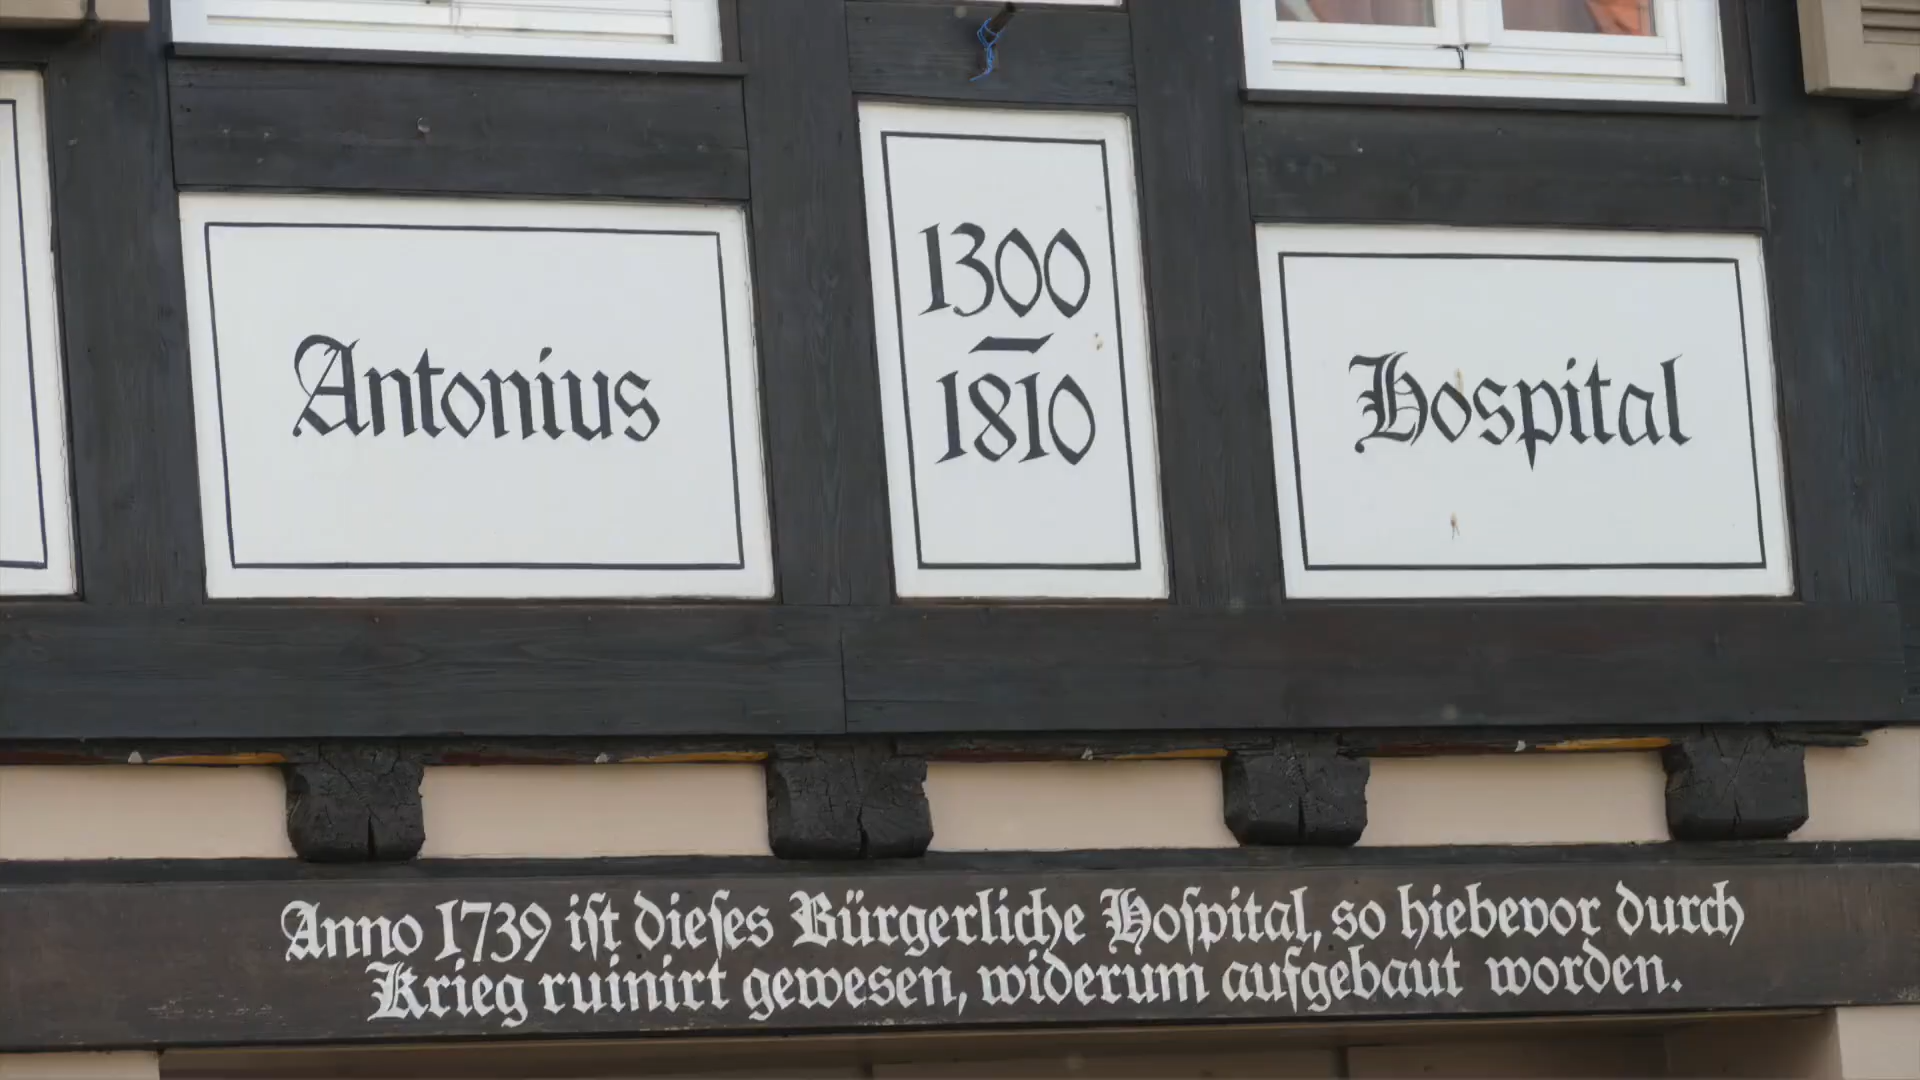 Antonius
1300
–
1810
Hospital
Anno 1739 iſt dieſes Bürgerliche Hoſpital, so hiebevor durch
Krieg ruinirt gewesen, widerum aufgebaut worden.